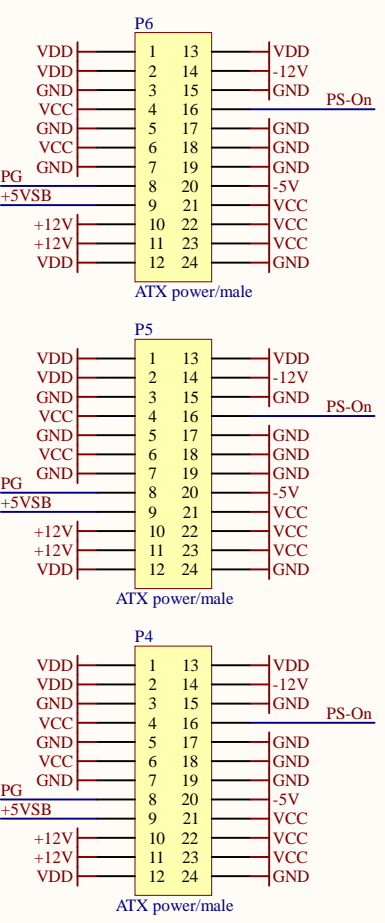 P6
VDD 1 13 VDD
VDD 2 14 -12V
GND 3 15 GND
VCC 4 16 PS-On
GND 5 17 GND
VCC 6 18 GND
GND 7 19 GND
PG 8 20 -5V
+5VSB 9 21 VCC
+12V 10 22 VCC
+12V 11 23 VCC
VDD 12 24 GND
ATX power/male
P5
VDD 1 13 VDD
VDD 2 14 -12V
GND 3 15 GND
VCC 4 16 PS-On
GND 5 17 GND
VCC 6 18 GND
GND 7 19 GND
PG 8 20 -5V
+5VSB 9 21 VCC
+12V 10 22 VCC
+12V 11 23 VCC
VDD 12 24 GND
ATX power/male
P4
VDD 1 13 VDD
VDD 2 14 -12V
GND 3 15 GND
VCC 4 16 PS-On
GND 5 17 GND
VCC 6 18 GND
GND 7 19 GND
PG 8 20 -5V
+5VSB 9 21 VCC
+12V 10 22 VCC
+12V 11 23 VCC
VDD 12 24 GND
ATX power/male